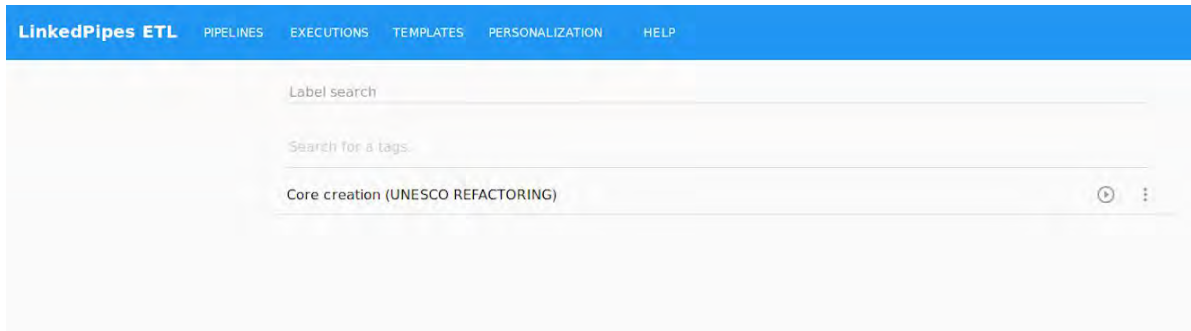 LinkedPipes ETL PIPELINES EXECUTIONS TEMPLATES PERSONALIZATION HELP
Label search
Search for a tags.
Core creation (UNESCO REFACTORING)